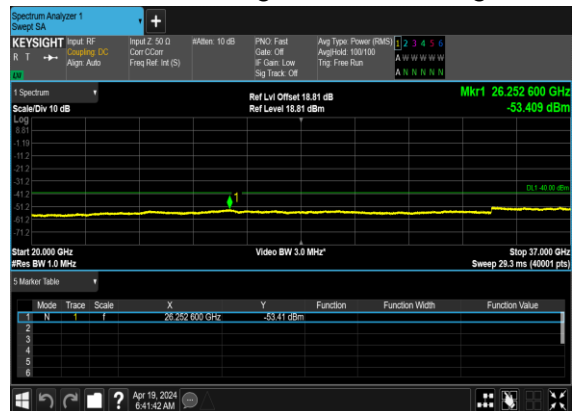 Spectrum Analyzer 1
Swept SA
+
KEYSIGHT Input: RF Input Z: 50 Ω #Atten: 10 dB PNO: Fast Avg Type: Power (RMS) 1 2 3 4 5 6
R T Coupling: DC Corr CCorr Gate: Off Avg|Hold: 100/100 A W W W W W
Align: Auto Freq Ref: Int (S) IF Gain: Low Trig: Free Run
LXI Sig Track: Off A N N N N N
1 Spectrum Ref Lvl Offset 18.81 dB Mkr1 26.252 600 GHz
Scale/Div 10 dB Ref Level 18.81 dBm -53.409 dBm
Log
8.81
-1.19
-11.2
-21.2
-31.2
-41.2 DL1 -40.00 dBm
-51.2 1
-61.2
-71.2
Start 20.000 GHz Video BW 3.0 MHz* Stop 37.000 GHz
#Res BW 1.0 MHz Sweep 29.3 ms (40001 pts)
5 Marker Table
Mode Trace Scale X Y Function Function Width Function Value
1 N 1 f 26.252 600 GHz -53.41 dBm
2
3
4
5
6
? Apr 19, 2024
6:41:42 AM